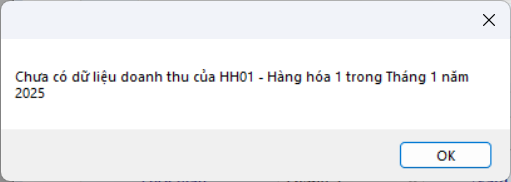 Chưa có dữ liệu doanh thu của HH01 - Hàng hóa 1 trong Tháng 1 năm
2025
OK